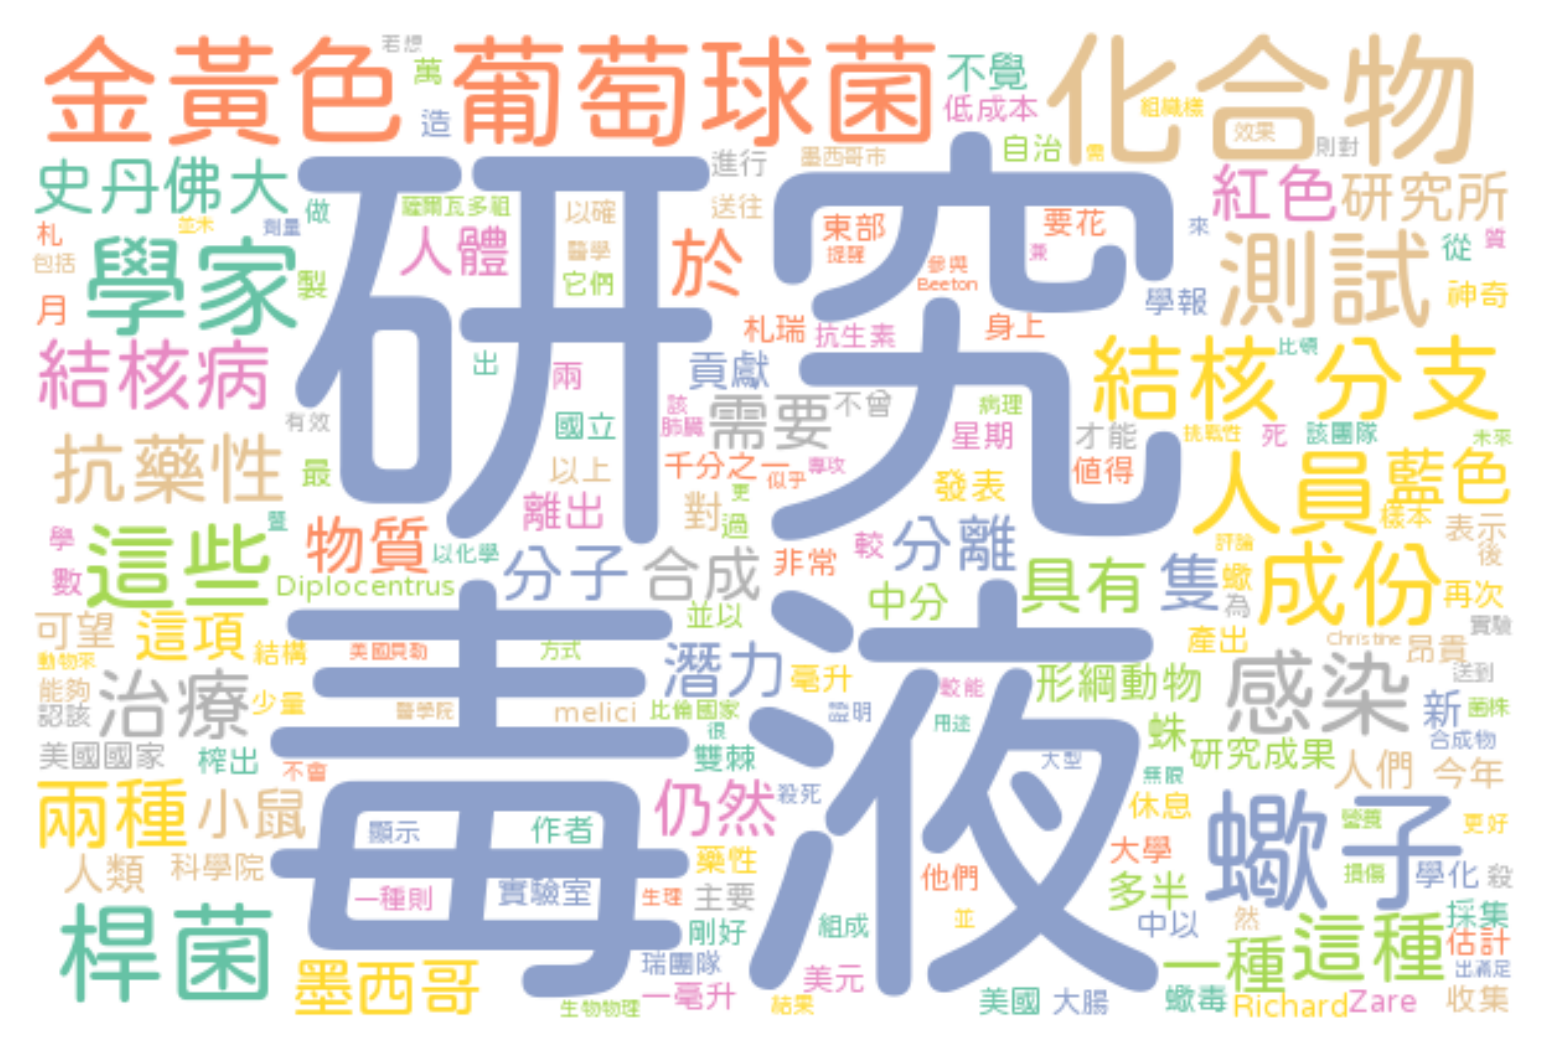 若想
金黃色
葡萄球菌
化合物
萬
不覺
造
低成本
組織樣
效果
則對
自治
需
史丹佛大
研究
進行
墨西哥市
紅色
研究所
做
薩爾瓦多組
以確
送往
並未
劑量
札
東部
要花
來
質
包括
學家
人體
醫學
於
提醒
兼
測試
從
製
它們
參與
Beeton
月
學報
神奇
札瑞
抗生素
身上
結核病
出
兩
貢獻
比頓
結核
分支
有效
該
需要
不曾
病理
國立
肺臟
星期
才能
挑戰性
死
該團隊
未來
抗藥性
最
以上
千分之一
專攻
似乎
值得
人員
藍色
更
發表
離出
對
過
樣本
暨
學
這些
物質
以化學
分子
合成
非常
較
分離
評論
表示
後
數
Diplocentrus
中分
具有
隻
蠍
為
成份
再次
可望
這項
毒液
並以
產出
實驗
結構
美國貝勒
方式
潛力
毫升
形綱動物
Christine
昂貴
動物來
能夠
治療
少量
較能
感染
送到
認該
醫學院
melici
比倫國家
證明
用途
新
菌株
很
蛛
合成物
美國國家
榨出
雙棘
大型
研究成果
不會
無限
人們
今年
兩種
小鼠
仍然
殺死
休息
蠍子
營養
更好
顯示
作者
人類
科學院
藥性
大學
損傷
學化
殺
他們
一種則
實驗室
生理
主要
多半
桿菌
剛好
組成
並
中以
然
採集
一種
這種
估計
墨西哥
瑞團隊
美元
出滿足
一毫升
生物物理
結果
美國
大腸
蠍毒
Richard
Zare
收集